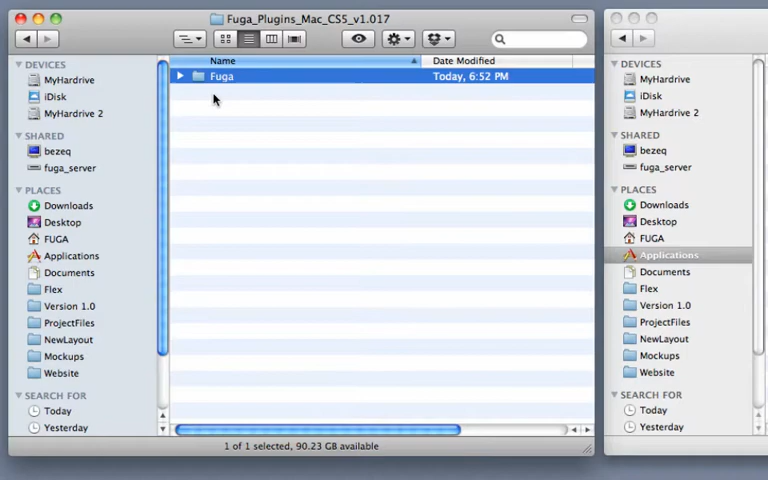 Fuga_Plugins_Mac_CS5_v1.017
DEVICES
MyHardrive
iDisk
MyHardrive 2
SHARED
bezeq
fuga_server
PLACES
Downloads
Desktop
FUGA
Applications
Documents
Flex
Version 1.0
ProjectFiles
NewLayout
Mockups
Website
SEARCH FOR
Today
Yesterday
Name Date Modified
Fuga Today, 6:52 PM
1 of 1 selected, 90.23 GB available
DEVICES
MyHardrive
iDisk
MyHardrive 2
SHARED
bezeq
fuga_server
PLACES
Downloads
Desktop
FUGA
Applications
Documents
Flex
Version 1.0
ProjectFiles
NewLayout
Mockups
Website
SEARCH FOR
Today
Yesterday